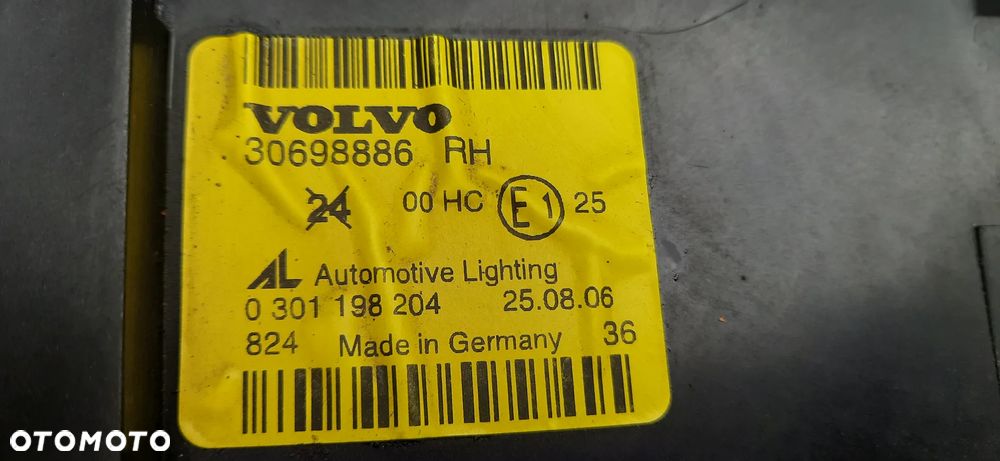 VOLVO
30698886 RH
24 00 HC E1 25
AL Automotive Lighting
0 301 198 204 25.08.06
824 Made in Germany 36
OTOMOTO